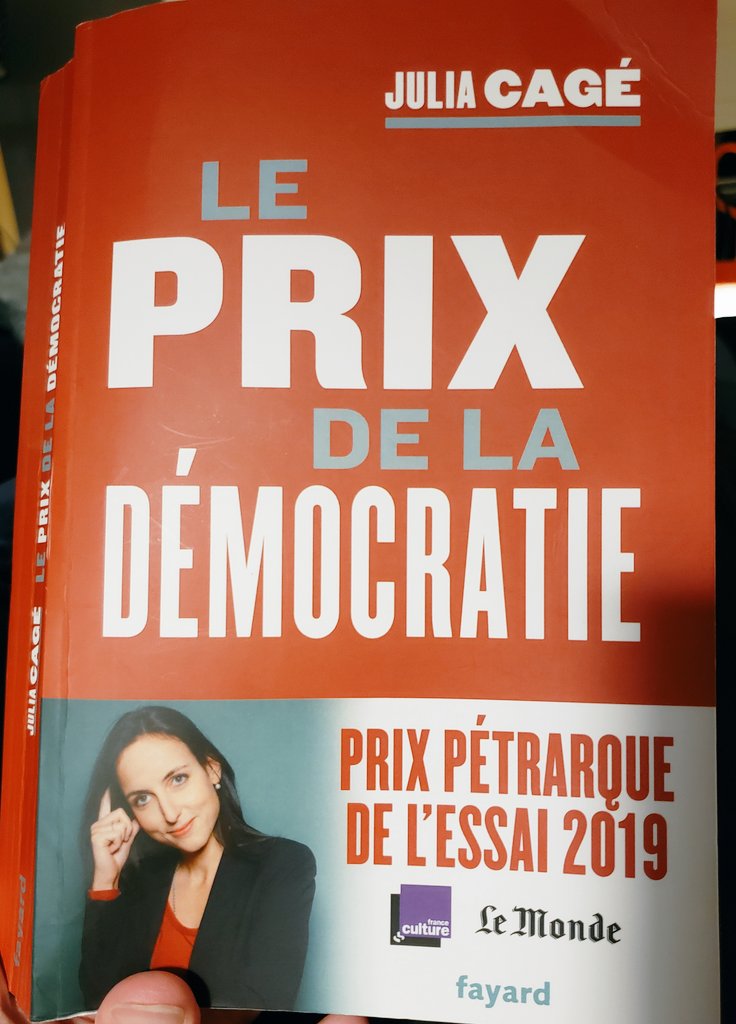 JULIA CAGÉ
LE
PRIX
DE LA
DÉMOCRATIE
PRIX PÉTRARQUE
DE L'ESSAI 2019
france
culture
Le Monde
fayard
JULIA CAGÉ LE PRIX DE LA DÉMOCRATIE
fayard